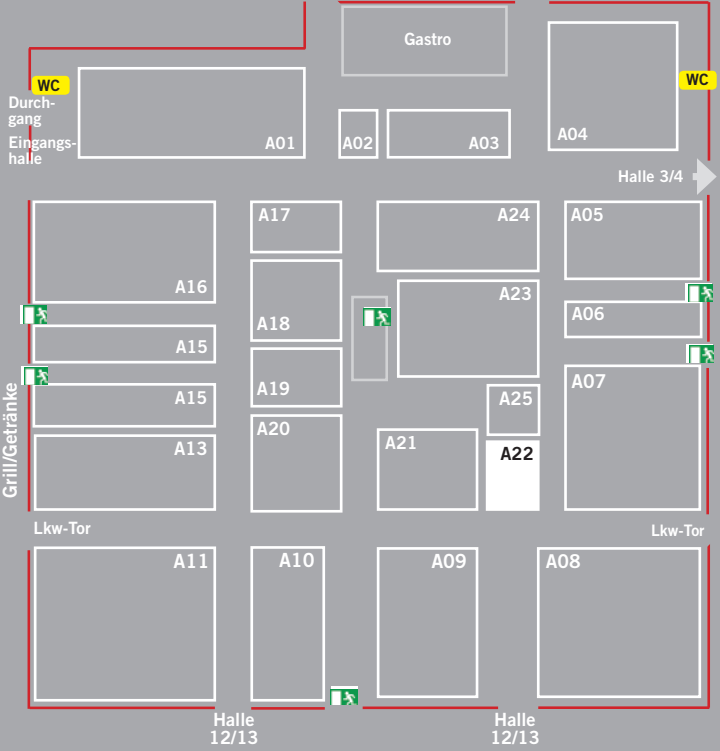 Gastro
WC
WC
Durch-
gang
Eingangs-
halle
A01
A02
A03
A04
Halle 3/4
A17
A24
A05
A16
A23
A06
A18
A15
A07
A19
A25
A15
A20
A21
A13
A22
Grill/Getränke
Lkw-Tor
Lkw-Tor
A11
A10
A09
A08
Halle
12/13
Halle
12/13